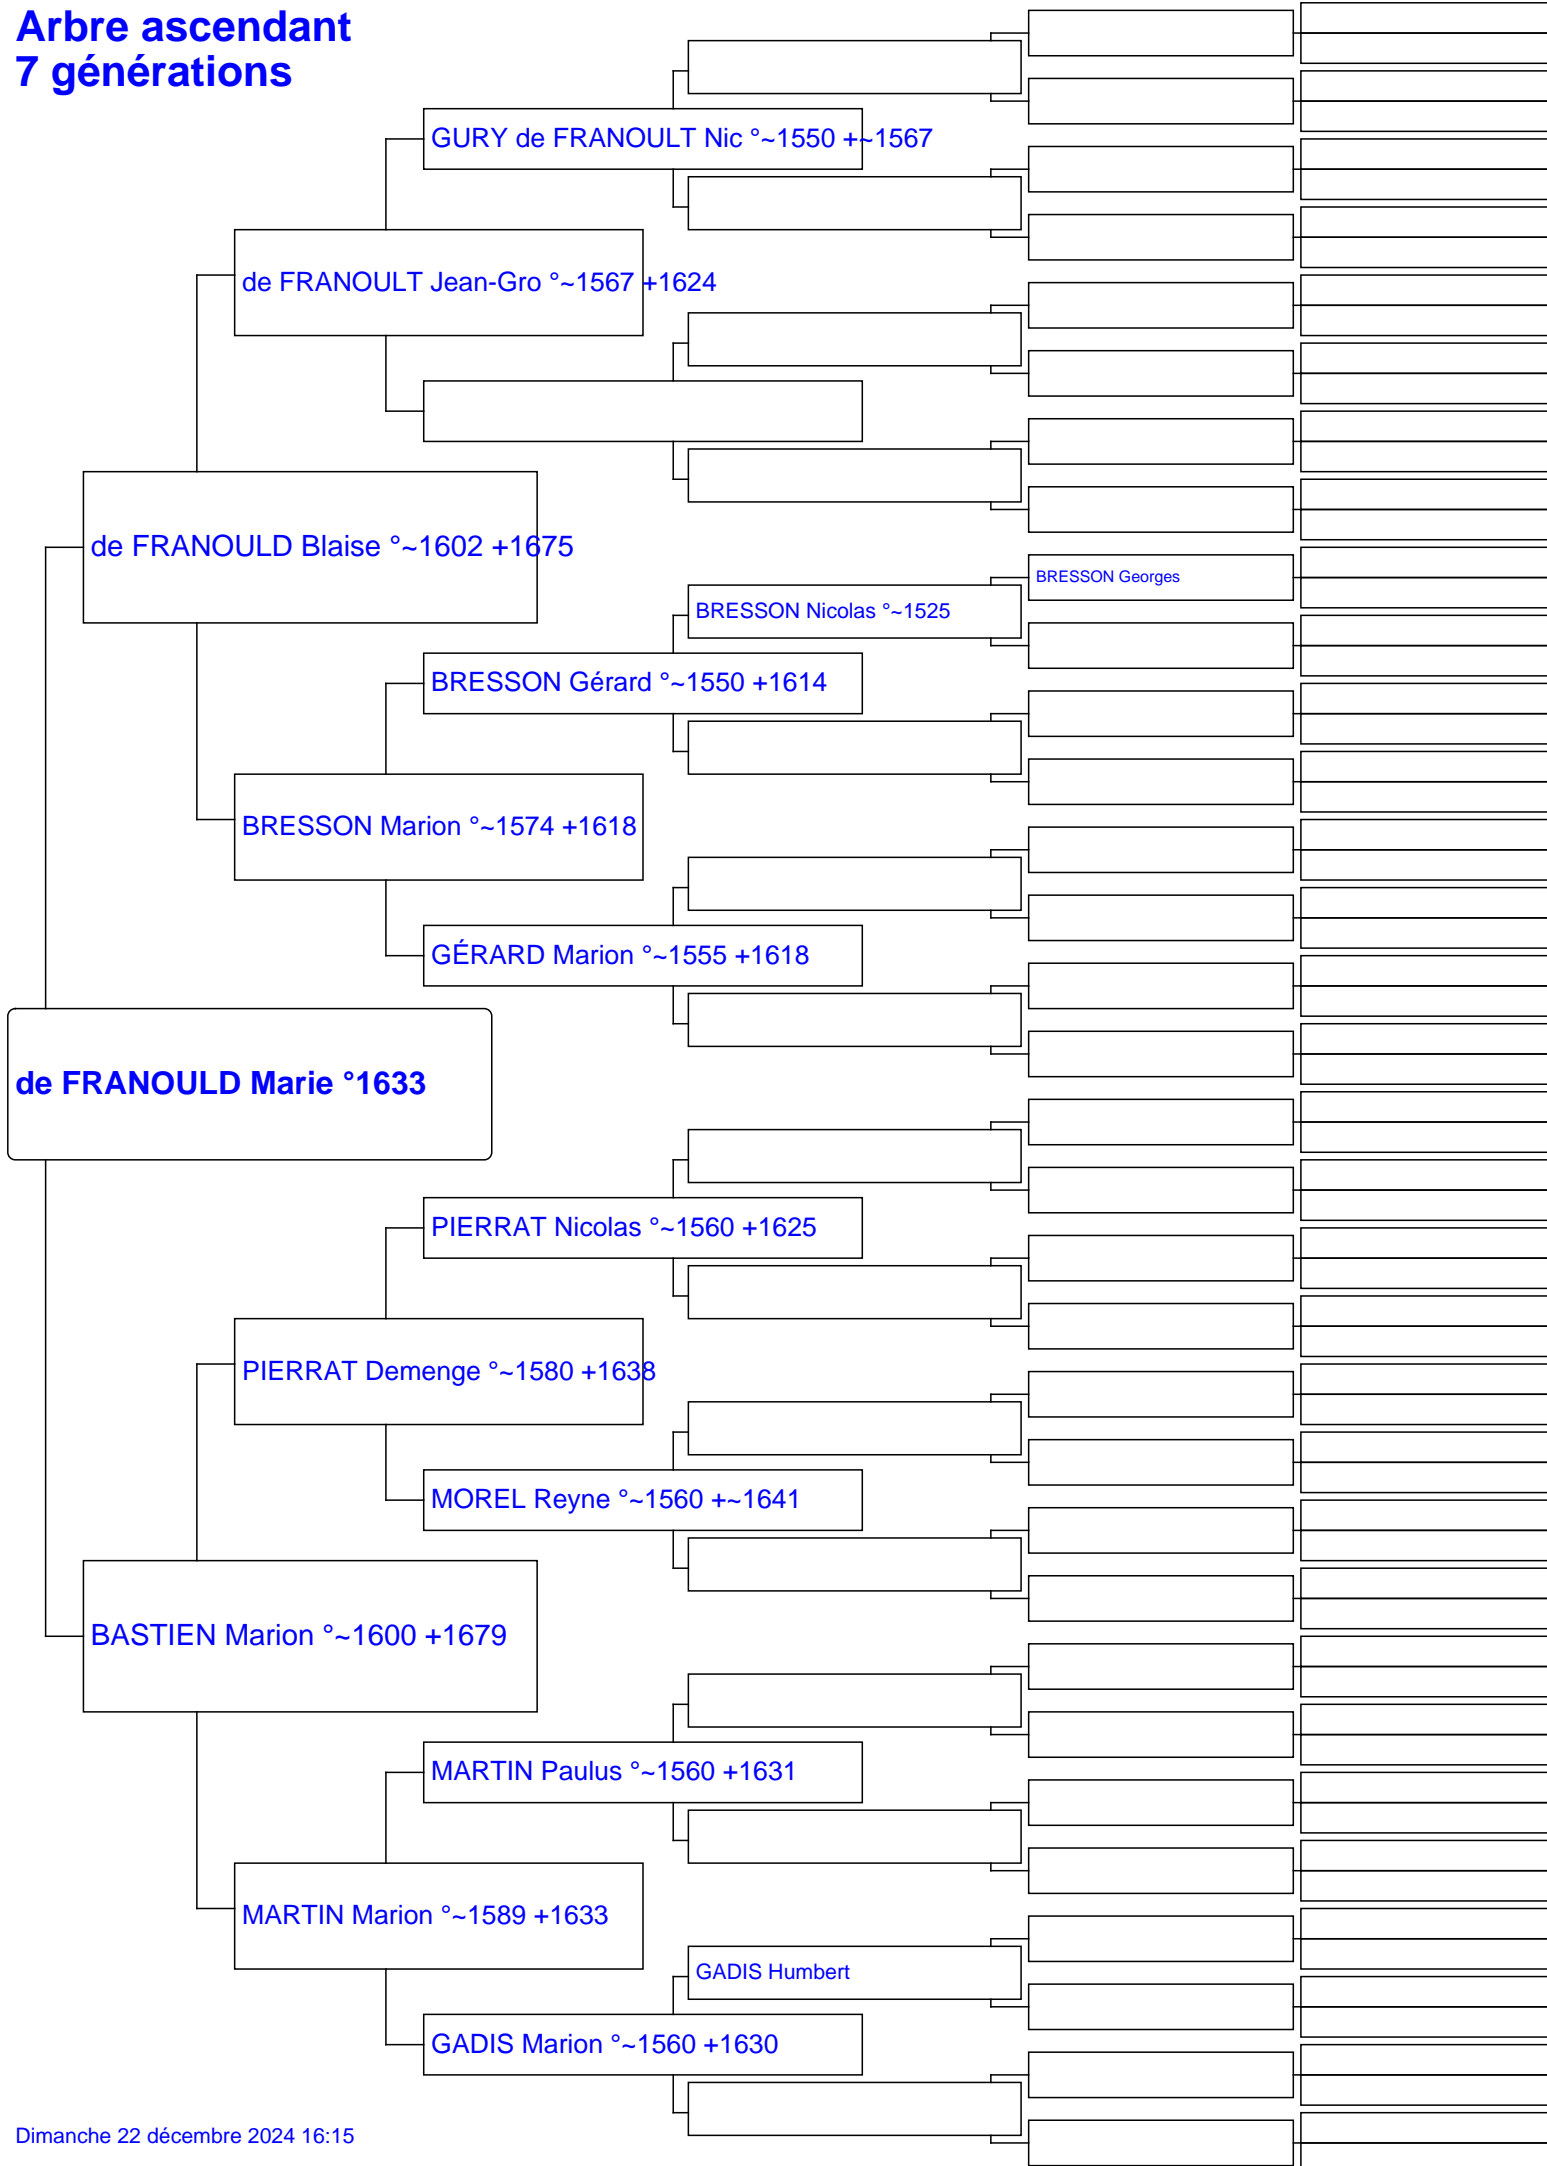 Arbre ascendant
7 générations
GURY de FRANOULT Nic °~1550 +~1567
de FRANOULT Jean-Gro °~1567 +1624
de FRANOULD Blaise °~1602 +1675
BRESSON Georges
BRESSON Nicolas °~1525
BRESSON Gérard °~1550 +1614
BRESSON Marion °~1574 +1618
GÉRARD Marion °~1555 +1618
de FRANOULD Marie °1633
PIERRAT Nicolas °~1560 +1625
PIERRAT Demenge °~1580 +1638
MOREL Reyne °~1560 +~1641
BASTIEN Marion °~1600 +1679
MARTIN Paulus °~1560 +1631
MARTIN Marion °~1589 +1633
GADIS Humbert
GADIS Marion °~1560 +1630
Dimanche 22 décembre 2024 16:15